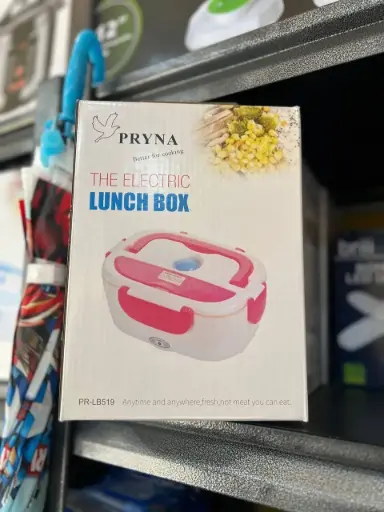 PRYNA
Better for cooking
THE ELECTRIC
LUNCH BOX
PR-LB519 Anytime and anywhere,fresh,hot meat you can eat.